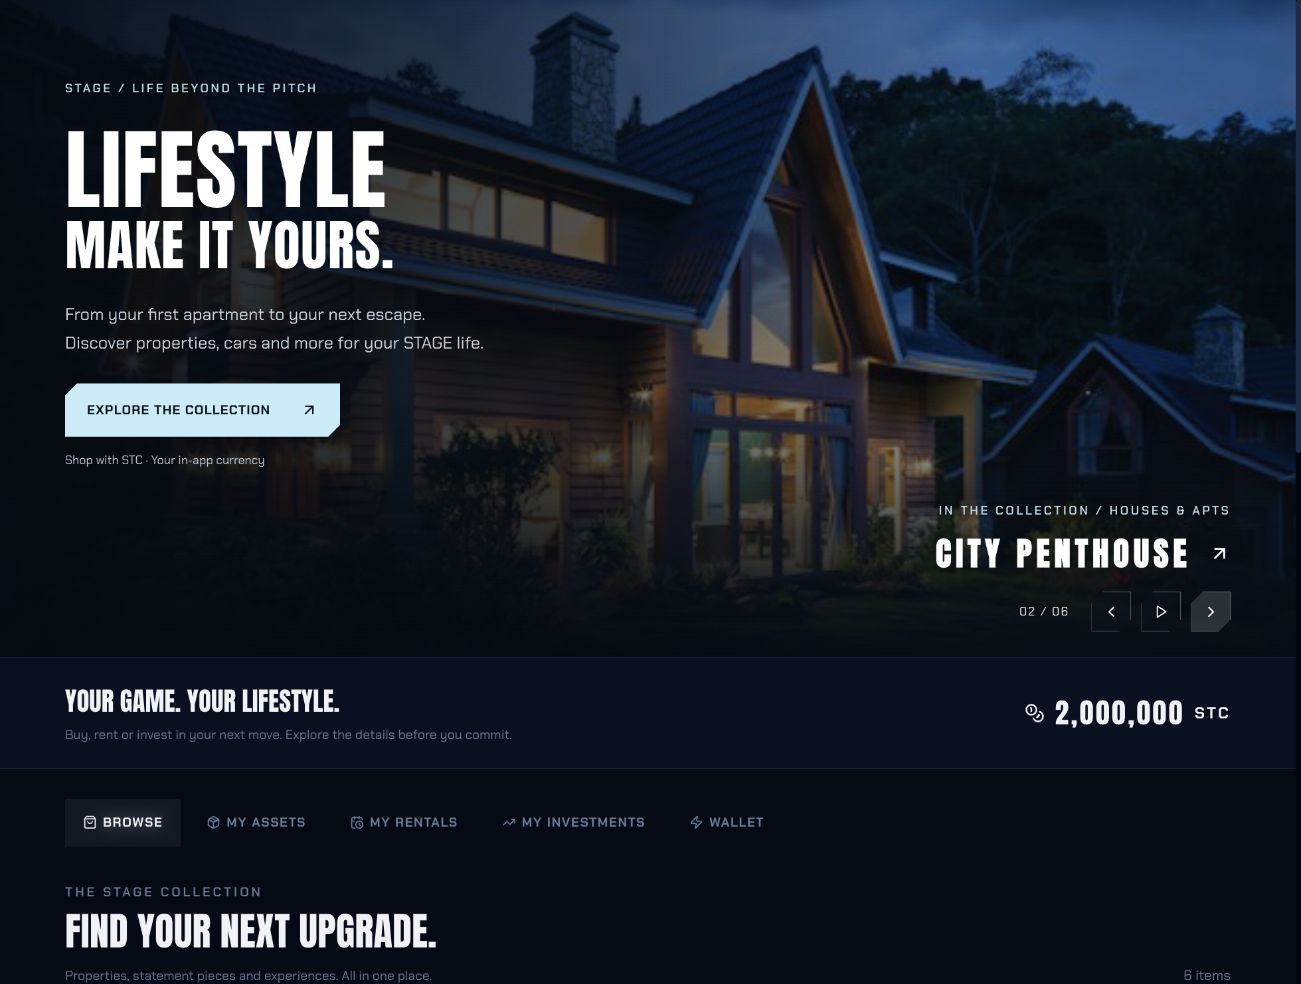 STAGE / LIFE BEYOND THE PITCH
LIFESTYLE
MAKE IT YOURS.
From your first apartment to your next escape.
Discover properties, cars and more for your STAGE life.
EXPLORE THE COLLECTION
Shop with STC · Your in-app currency
IN THE COLLECTION / HOUSES & APTS
CITY PENTHOUSE
02 / 06
YOUR GAME. YOUR LIFESTYLE.
Buy, rent or invest in your next move. Explore the details before you commit.
2,000,000 STC
BROWSE MY ASSETS MY RENTALS MY INVESTMENTS WALLET
THE STAGE COLLECTION
FIND YOUR NEXT UPGRADE.
Properties, statement pieces and experiences. All in one place.
6 items